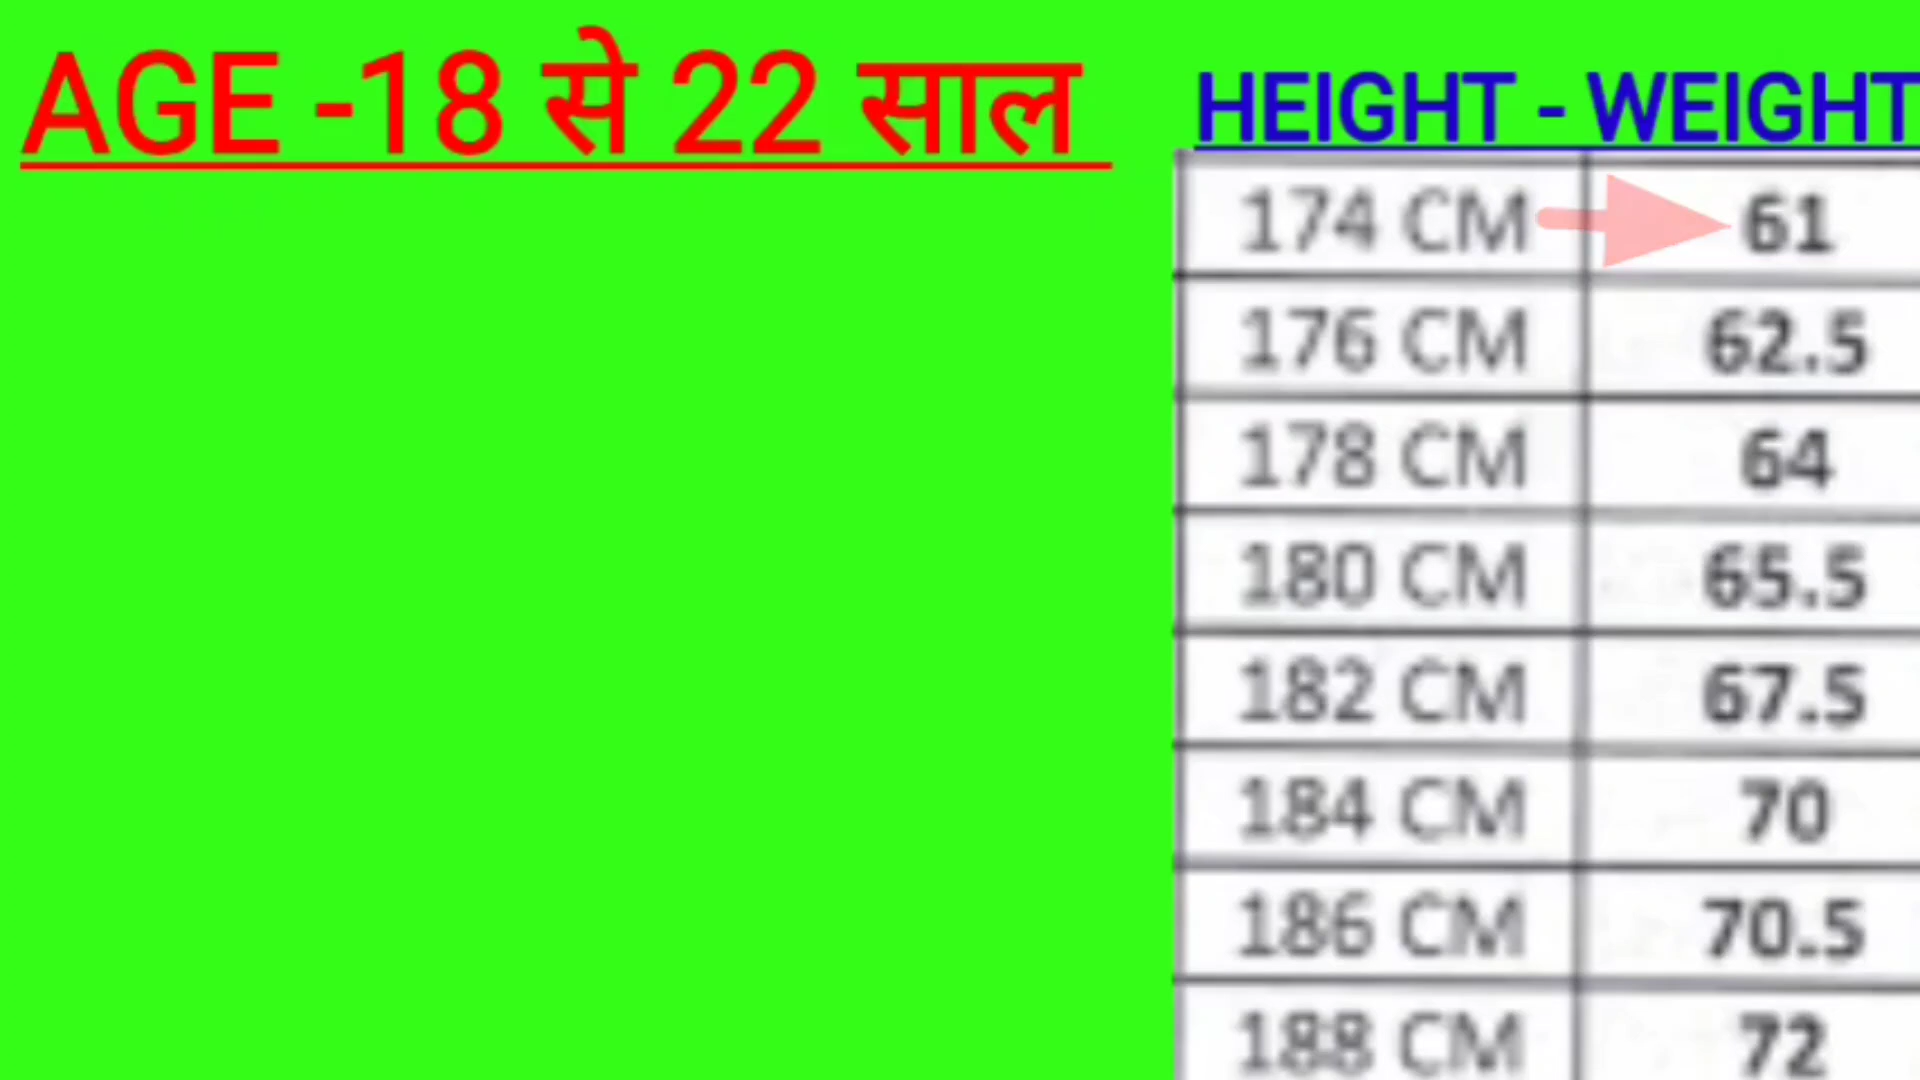 AGE -18 से 22 साल
HEIGHT - WEIGHT
174 CM 61
176 CM 62.5
178 CM 64
180 CM 65.5
182 CM 67.5
184 CM 70
186 CM 70.5
188 CM 72